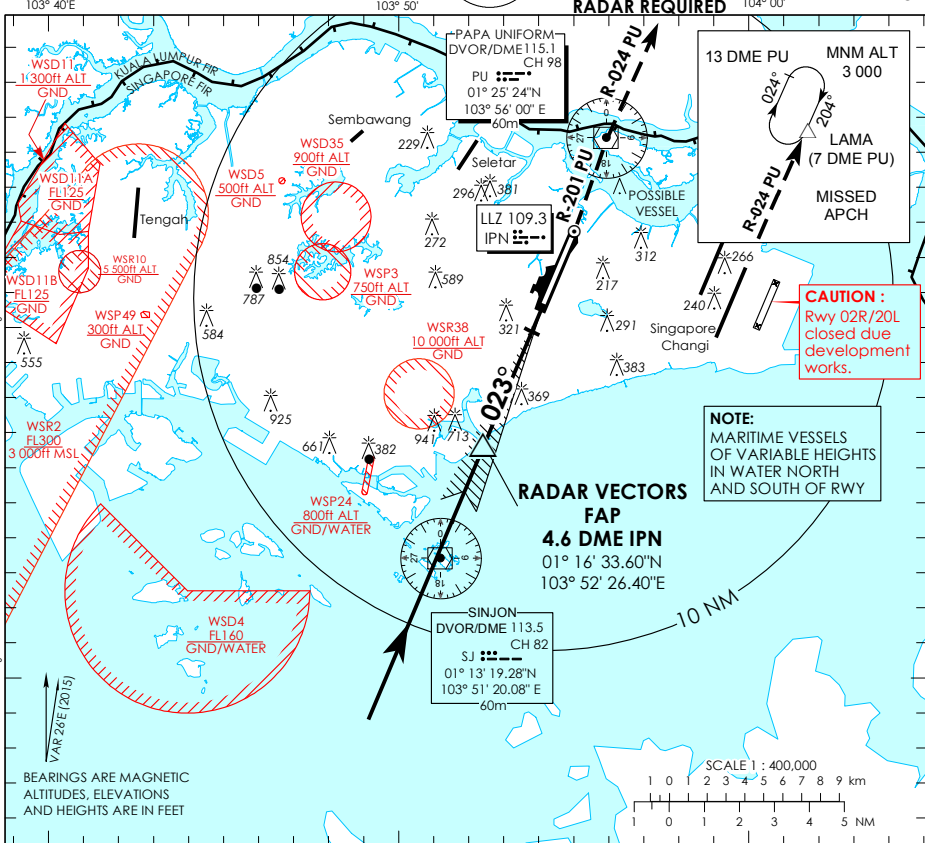 103° 40'E
103° 50'
104° 00'
RADAR REQUIRED
WSD11
1 300ft ALT
GND
KUALA LUMPUR FIR
SINGAPORE FIR
PAPA UNIFORM
DVOR/DME 115.1
CH 98
PU
01° 25' 24"N
103° 56' 00" E
60m
R-024 PU
13 DME PU
MNM ALT
3 000
024°
204°
LAMA
(7 DME PU)
R-024 PU
MISSED
APCH
Sembawang
229
Seletar
WSD35
900ft ALT
GND
WSD5
500ft ALT
GND
296
381
R-201 PU
POSSIBLE
VESSEL
WSD11A
FL125
GND
Tengah
LLZ 109.3
IPN
272
312
WSR10
5 500ft ALT
GND
854
787
WSP3
750ft ALT
GND
589
217
266
240
WSD11B
FL125
GND
WSP49
300ft ALT
GND
584
555
WSR38
10 000ft ALT
GND
321
291
Singapore
Changi
CAUTION :
Rwy 02R/20L
closed due
development
works.
383
369
023°
925
941
713
661
382
WSR2
FL300
3 000ft MSL
NOTE:
MARITIME VESSELS
OF VARIABLE HEIGHTS
IN WATER NORTH
AND SOUTH OF RWY
WSP24
800ft ALT
GND/WATER
RADAR VECTORS
FAP
4.6 DME IPN
01° 16' 33.60"N
103° 52' 26.40"E
0
9
18
27
0
9
18
27
10 NM
WSD4
FL160
GND/WATER
SINJON
DVOR/DME 113.5
CH 82
SJ
01° 13' 19.28"N
103° 51' 20.08" E
60m
VAR 26'E (2015)
BEARINGS ARE MAGNETIC
ALTITUDES, ELEVATIONS
AND HEIGHTS ARE IN FEET
SCALE 1 : 400,000
1 0 1 2 3 4 5 6 7 8 9 km
1 0 1 2 3 4 5 NM